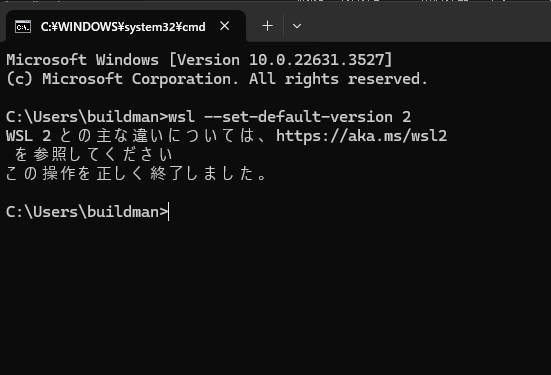 C:¥WINDOWS¥system32¥cmd
Microsoft Windows [Version 10.0.22631.3527]
(c) Microsoft Corporation. All rights reserved.
C:\Users\buildman>wsl --set-default-version 2
WSL 2 との主な違いについては、https://aka.ms/wsl2
を参照してください
この操作を正しく終了しました。
C:\Users\buildman>